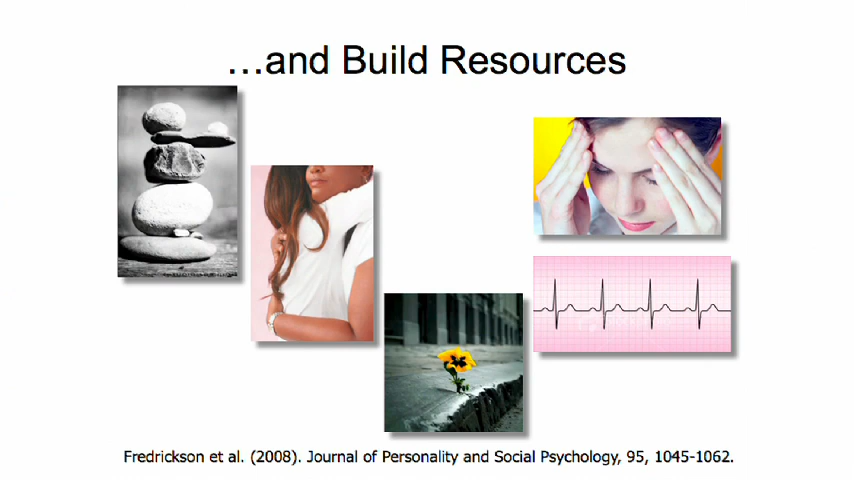 …and Build Resources
Fredrickson et al. (2008). Journal of Personality and Social Psychology, 95, 1045-1062.